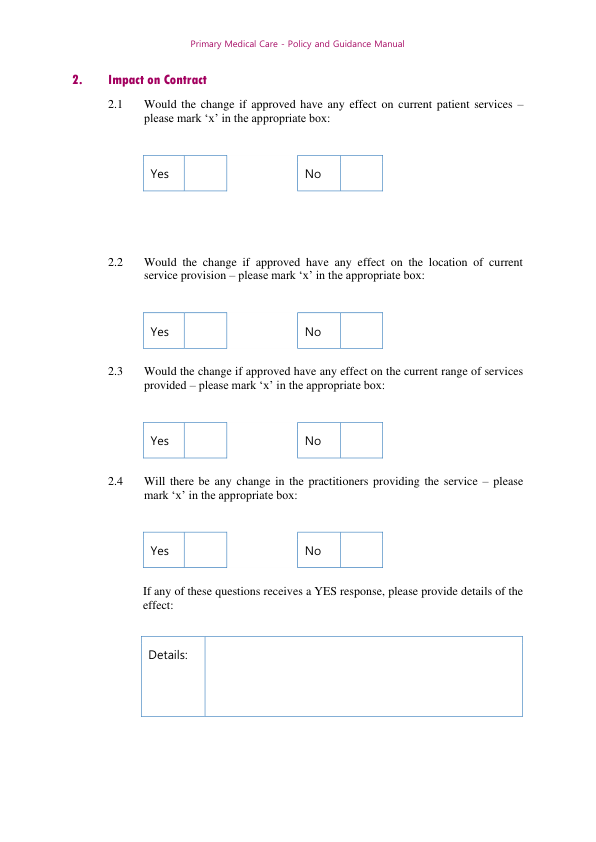 Primary Medical Care - Policy and Guidance Manual
2. Impact on Contract
2.1 Would the change if approved have any effect on current patient services –
please mark ‘x’ in the appropriate box:
Yes No
2.2 Would the change if approved have any effect on the location of current
service provision – please mark ‘x’ in the appropriate box:
Yes No
2.3 Would the change if approved have any effect on the current range of services
provided – please mark ‘x’ in the appropriate box:
Yes No
2.4 Will there be any change in the practitioners providing the service – please
mark ‘x’ in the appropriate box:
Yes No
If any of these questions receives a YES response, please provide details of the
effect:
Details: